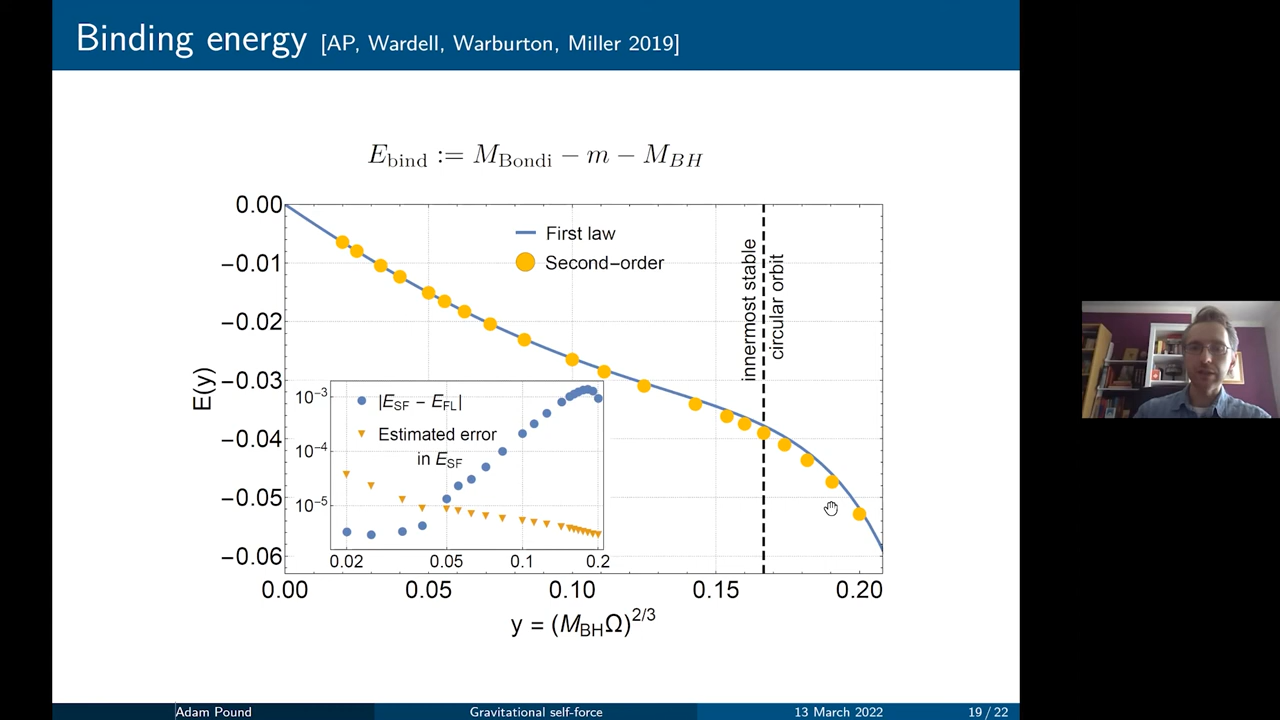 Binding energy [AP, Wardell, Warburton, Miller 2019]
E_bind := M_Bondi − m − M_BH
0.00
−0.01
−0.02
−0.03
−0.04
−0.05
−0.06
E(y)
First law
Second−order
innermost stable
circular orbit
10⁻³
10⁻⁴
10⁻⁵
|E_SF − E_FL|
Estimated error
in E_SF
0.02 0.05 0.1 0.2
0.00 0.05 0.10 0.15 0.20
y = (M_BHΩ)^2/3
Adam Pound Gravitational self-force 13 March 2022 19 / 22